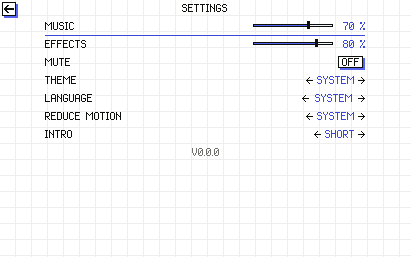 SETTINGS
MUSIC 70 %
EFFECTS 80 %
MUTE OFF
THEME ← SYSTEM →
LANGUAGE ← SYSTEM →
REDUCE MOTION ← SYSTEM →
INTRO ← SHORT →
V0.0.0